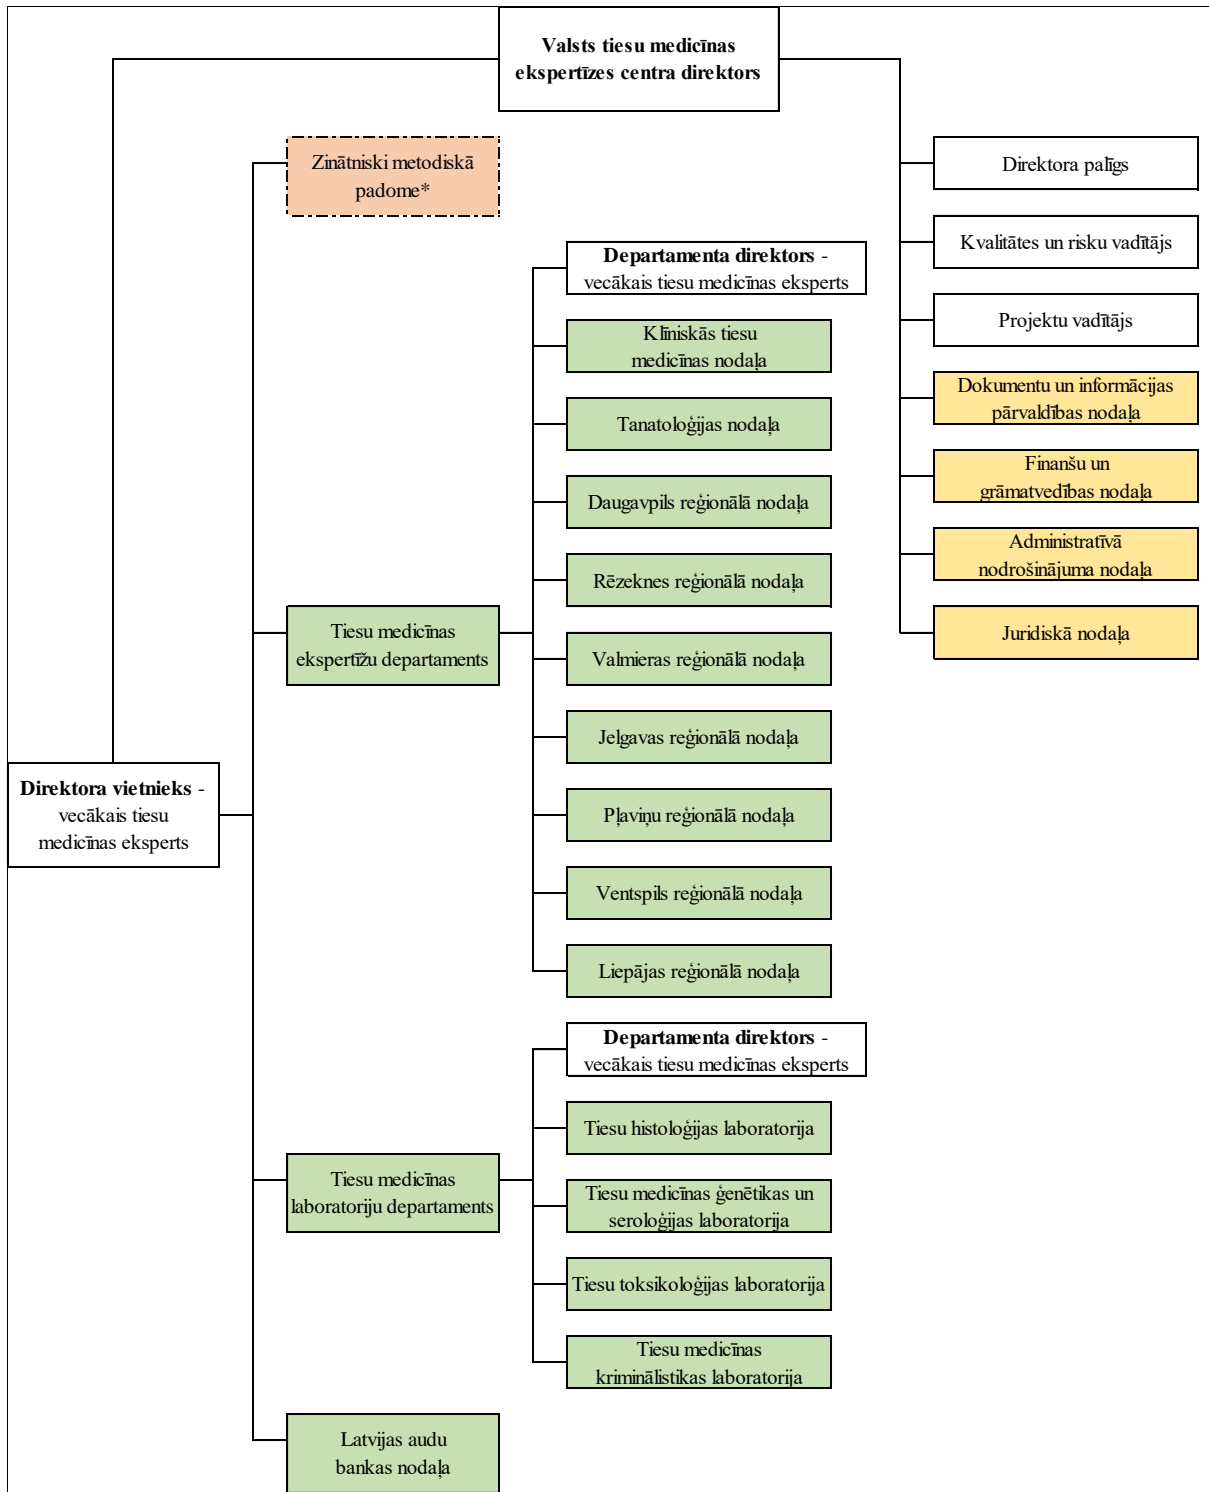 Valsts tiesu medicīnas
ekspertīzes centra direktors
Zinātniski metodiskā
padome*
Direktora palīgs
Kvalitātes un risku vadītājs
Projektu vadītājs
Dokumentu un informācijas
pārvaldības nodaļa
Finanšu un
grāmatvedības nodaļa
Administratīvā
nodrošinājuma nodaļa
Juridiskā nodaļa
Direktora vietnieks -
vecākais tiesu
medicīnas eksperts
Tiesu medicīnas
ekspertīžu departaments
Departamenta direktors -
vecākais tiesu medicīnas eksperts
Klīniskās tiesu
medicīnas nodaļa
Tanatoloģijas nodaļa
Daugavpils reģionālā nodaļa
Rēzeknes reģionālā nodaļa
Valmieras reģionālā nodaļa
Jelgavas reģionālā nodaļa
Pļaviņu reģionālā nodaļa
Ventspils reģionālā nodaļa
Liepājas reģionālā nodaļa
Tiesu medicīnas
laboratoriju departaments
Departamenta direktors -
vecākais tiesu medicīnas eksperts
Tiesu histoloģijas laboratorija
Tiesu medicīnas ģenētikas un
seroloģijas laboratorija
Tiesu toksikoloģijas laboratorija
Tiesu medicīnas
kriminālistikas laboratorija
Latvijas audu
bankas nodaļa